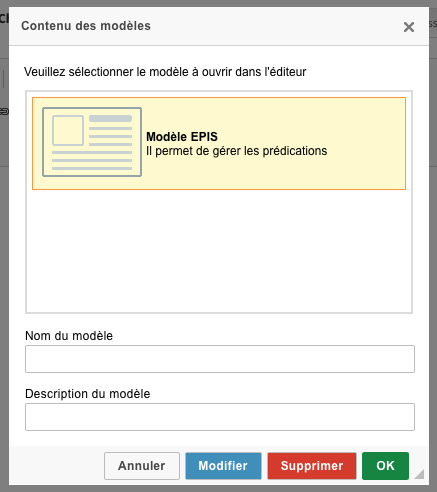 Contenu des modèles
Veuillez sélectionner le modèle à ouvrir dans l'éditeur
Modèle EPIS
Il permet de gérer les prédications
Nom du modèle
Description du modèle
Annuler Modifier Supprimer OK